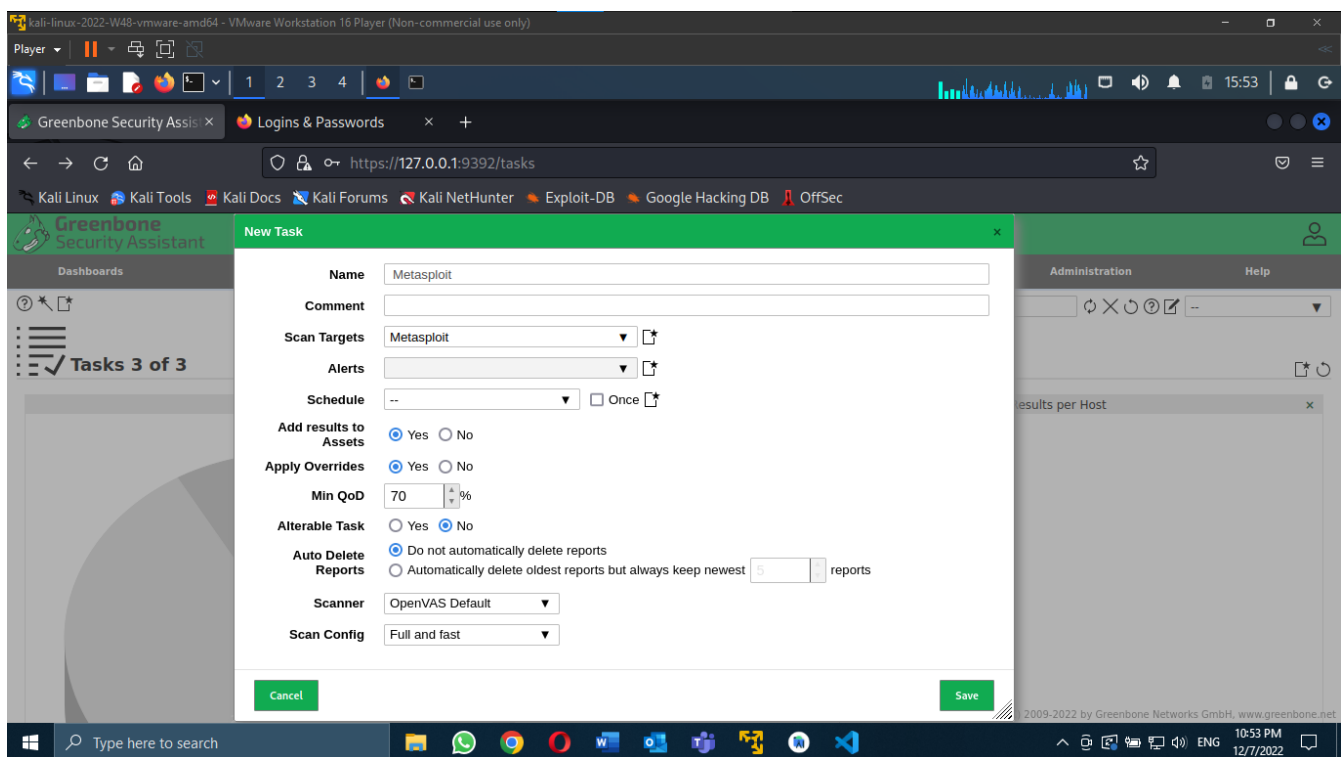 kali-linux-2022-W48-vmware-amd64 - VMware Workstation 16 Player (Non-commercial use only)
Player
1 2 3 4
15:53
Greenbone Security Assist
Logins & Passwords
https://127.0.0.1:9392/tasks
Kali Linux Kali Tools Kali Docs Kali Forums Kali NetHunter Exploit-DB Google Hacking DB OffSec
Greenbone
Security Assistant
Dashboards
Administration
Help
Tasks 3 of 3
--
esults per Host
New Task
Name Metasploit
Comment
Scan Targets Metasploit
Alerts
Schedule -- Once
Add results to
Assets
Yes No
Apply Overrides Yes No
Min QoD 70 %
Alterable Task Yes No
Auto Delete
Reports
Do not automatically delete reports
Automatically delete oldest reports but always keep newest 5 reports
Scanner OpenVAS Default
Scan Config Full and fast
Cancel
Save
2009-2022 by Greenbone Networks GmbH, www.greenbone.net
Type here to search
ENG
10:53 PM
12/7/2022